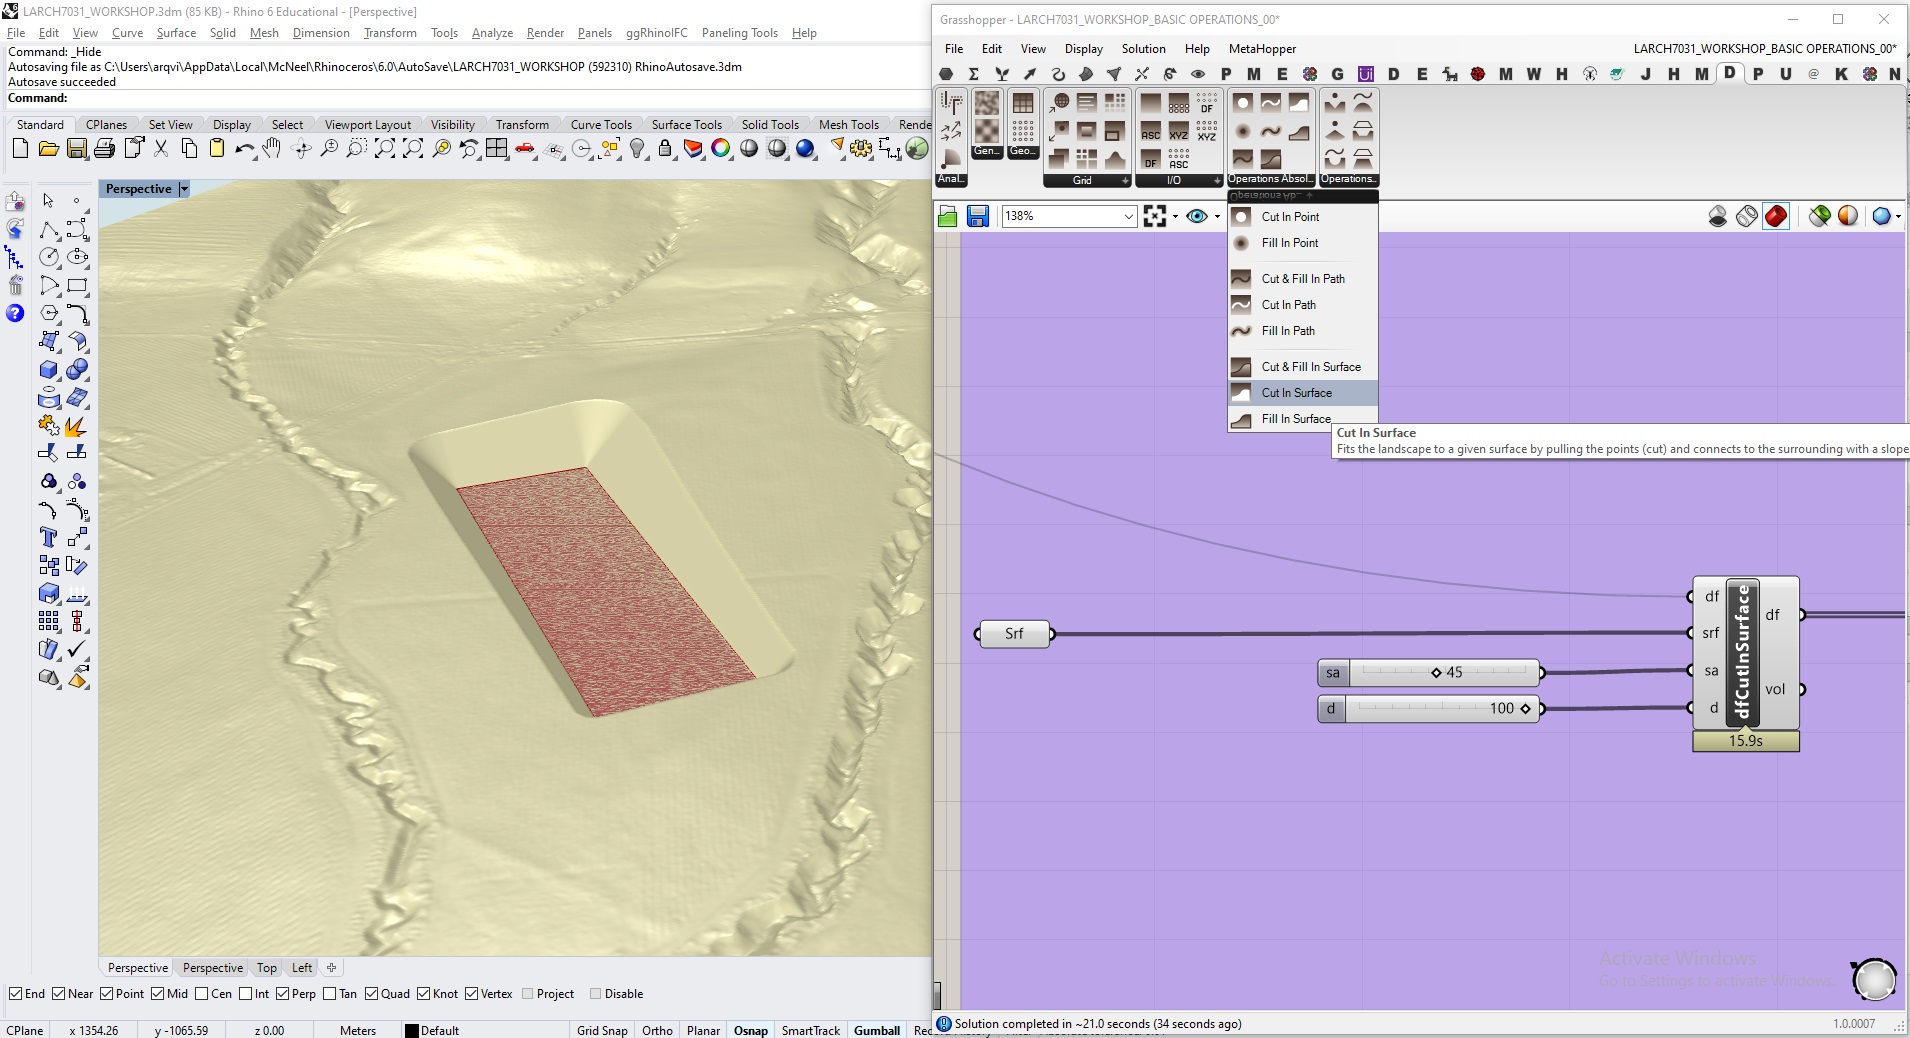 LARCH7031_WORKSHOP.3dm (85 KB) - Rhino 6 Educational - [Perspective]
File Edit View Curve Surface Solid Mesh Dimension Transform Tools Analyze Render Panels ggRhinoIFC Paneling Tools Help
Command: _Hide
Autosaving file as C:\Users\arqvi\AppData\Local\McNeel\Rhinoceros\6.0\AutoSave\LARCH7031_WORKSHOP (592310) RhinoAutosave.3dm
Autosave succeeded
Command:
Standard CPlanes Set View Display Select Viewport Layout Visibility Transform Curve Tools Surface Tools Solid Tools Mesh Tools Rende
Perspective
Perspective Perspective Top Left
End Near Point Mid Cen Int Perp Tan Quad Knot Vertex Project Disable
CPlane x 1354.26 y -1065.59 z 0.00 Meters Default Grid Snap Ortho Planar Osnap SmartTrack Gumball
Grasshopper - LARCH7031_WORKSHOP_BASIC OPERATIONS_00*
File Edit View Display Solution Help MetaHopper LARCH7031_WORKSHOP_BASIC OPERATIONS_00*
P M E G D E M W H J H M D P U @ K N
DF
ASC XYZ XYZ
DF ASC
Anal... Gen... Geo... Grid I/O Operations Absol... Operations...
138%
Cut In Point
Fill In Point
Cut & Fill In Path
Cut In Path
Fill In Path
Cut & Fill In Surface
Cut In Surface
Fill In Surface
Cut In Surface
Fits the landscape to a given surface by pulling the points (cut) and connects to the surrounding with a slope
Srf
sa 45
d 100
df
srf
sa
d
dfCutInSurface
df
vol
15.9s
Activate Windows
Go to Settings to activate Windows.
Solution completed in ~21.0 seconds (34 seconds ago)
1.0.0007